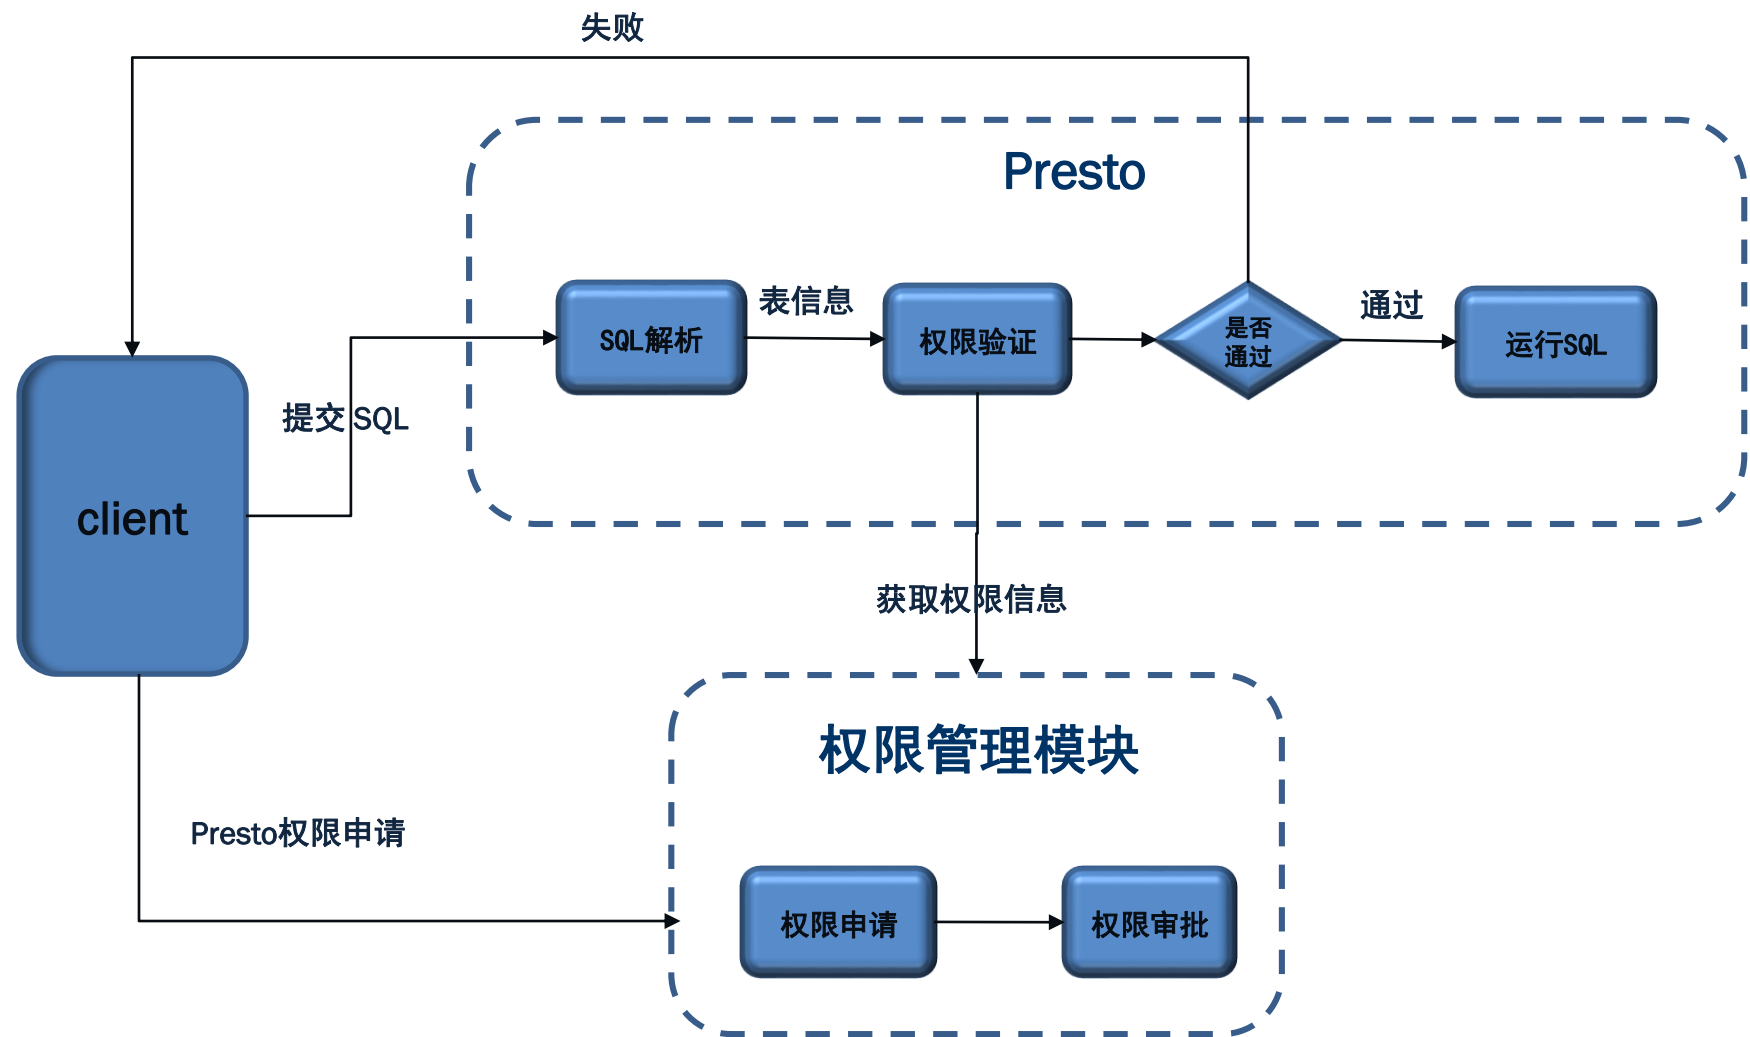 失败
Presto
SQL解析
表信息
权限验证
是否
通过
通过
运行SQL
提交 SQL
client
获取权限信息
权限管理模块
Presto权限申请
权限申请
权限审批